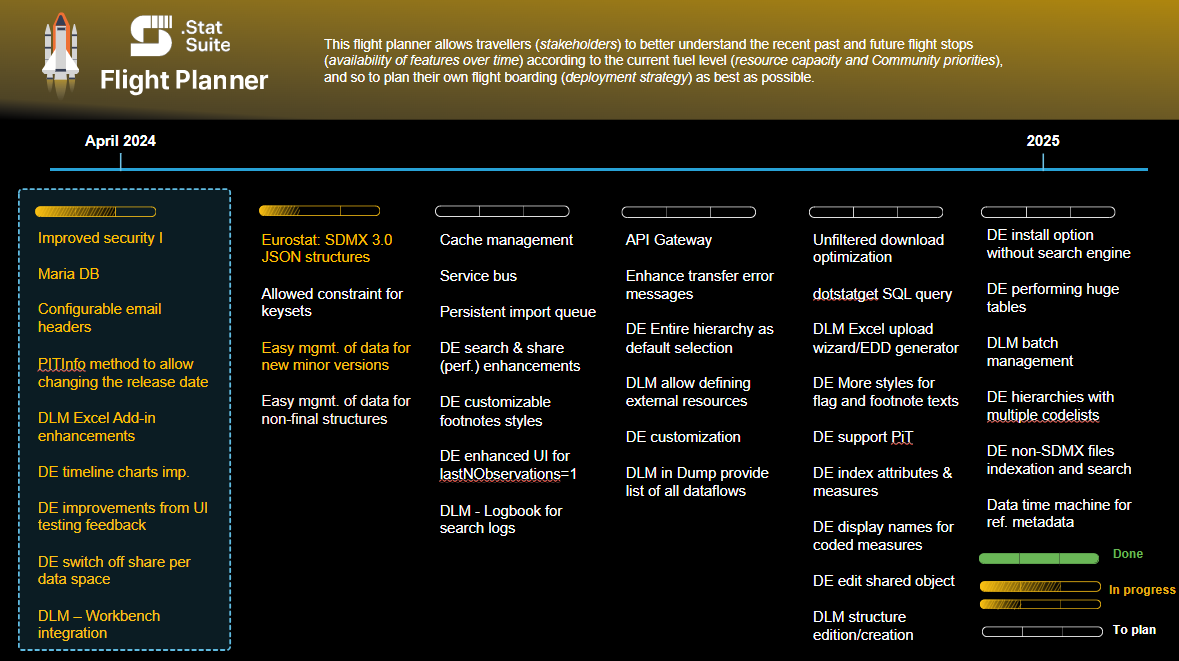 .Stat
Suite
Flight Planner
This flight planner allows travellers (stakeholders) to better understand the recent past and future flight stops
(availability of features over time) according to the current fuel level (resource capacity and Community priorities),
and so to plan their own flight boarding (deployment strategy) as best as possible.
April 2024
2025
Improved security I
Maria DB
Configurable email
headers
PITInfo method to allow
changing the release date
DLM Excel Add-in
enhancements
DE timeline charts imp.
DE improvements from UI
testing feedback
DE switch off share per
data space
DLM – Workbench
integration
Eurostat: SDMX 3.0
JSON structures
Allowed constraint for
keysets
Easy mgmt. of data for
new minor versions
Easy mgmt. of data for
non-final structures
Cache management
Service bus
Persistent import queue
DE search & share
(perf.) enhancements
DE customizable
footnotes styles
DE enhanced UI for
lastNObservations=1
DLM - Logbook for
search logs
API Gateway
Enhance transfer error
messages
DE Entire hierarchy as
default selection
DLM allow defining
external resources
DE customization
DLM in Dump provide
list of all dataflows
Unfiltered download
optimization
dotstatget SQL query
DLM Excel upload
wizard/EDD generator
DE More styles for
flag and footnote texts
DE support PiT
DE index attributes &
measures
DE display names for
coded measures
DE edit shared object
DLM structure
edition/creation
DE install option
without search engine
DE performing huge
tables
DLM batch
management
DE hierarchies with
multiple codelists
DE non-SDMX files
indexation and search
Data time machine for
ref. metadata
Done
In progress
To plan